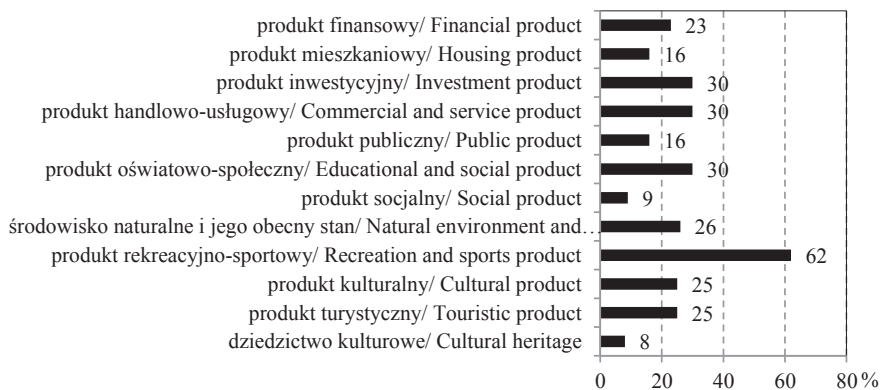 produkt finansowy/ Financial product 23
produkt mieszkaniowy/ Housing product 16
produkt inwestycyjny/ Investment product 30
produkt handlowo-usługowy/ Commercial and service product 30
produkt publiczny/ Public product 16
produkt oświatowo-społeczny/ Educational and social product 30
produkt socjalny/ Social product 9
środowisko naturalne i jego obecny stan/ Natural environment and… 26
produkt rekreacyjno-sportowy/ Recreation and sports product 62
produkt kulturalny/ Cultural product 25
produkt turystyczny/ Touristic product 25
dziedzictwo kulturowe/ Cultural heritage 8
0 20 40 60 80 %